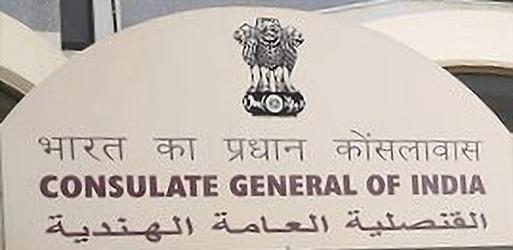 भारत का प्रधान कोंसलावास
CONSULATE GENERAL OF INDIA
القنصلية العامة الهندية